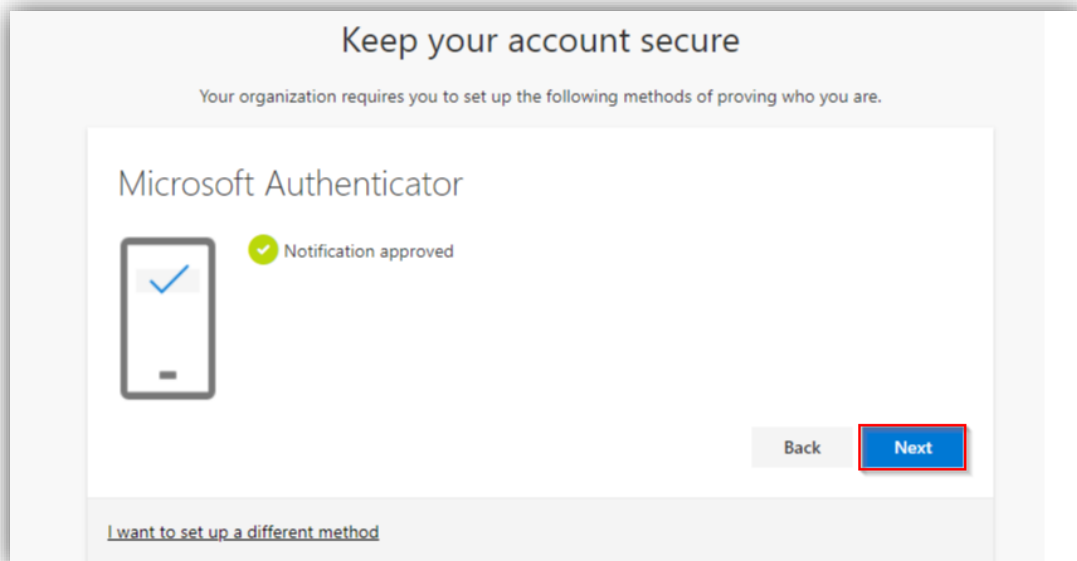 Keep your account secure
Your organization requires you to set up the following methods of proving who you are.
Microsoft Authenticator
Notification approved
Back
Next
I want to set up a different method